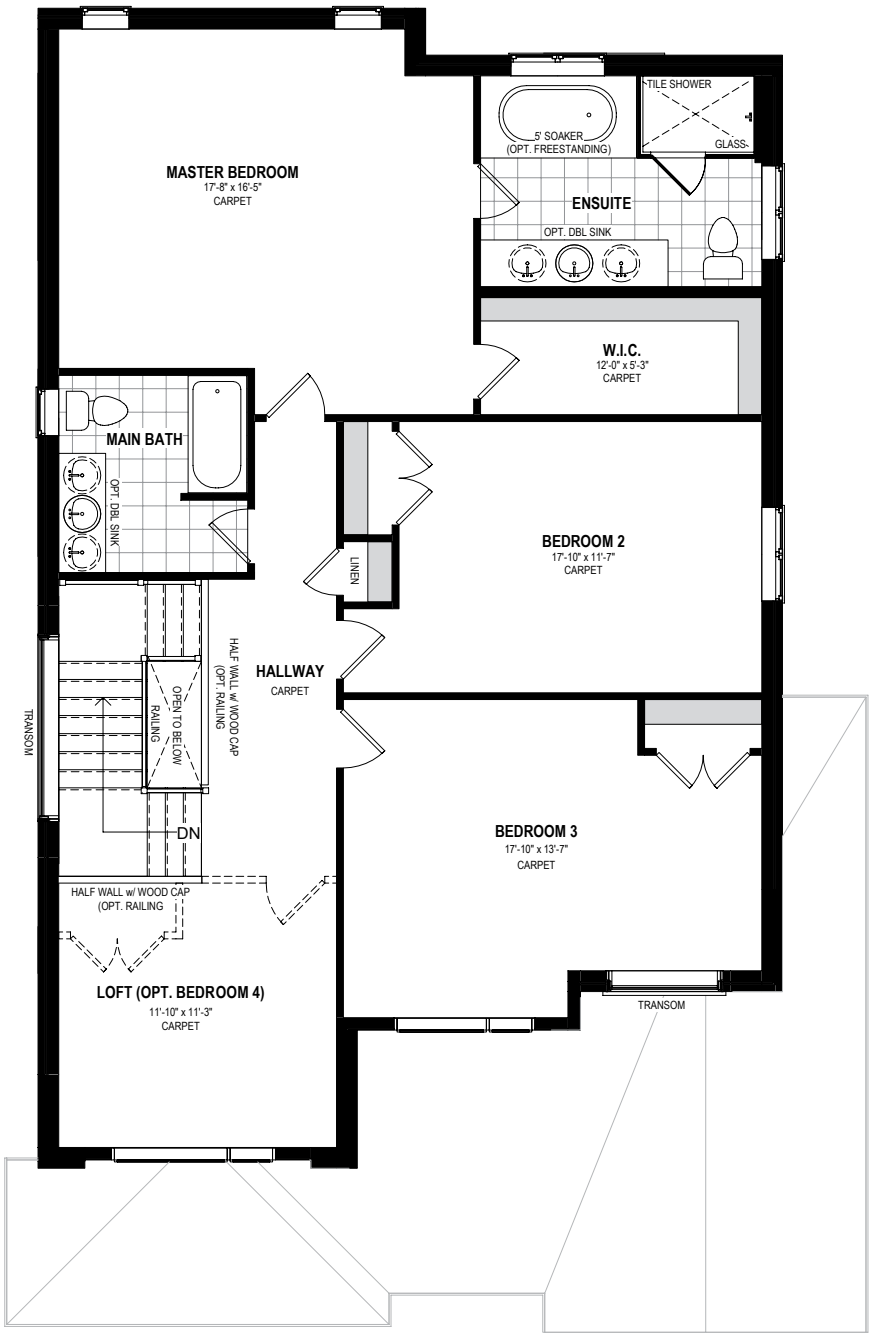 MASTER BEDROOM
17'-8" x 16'-5"
CARPET
TILE SHOWER
GLASS
5' SOAKER
(OPT. FREESTANDING)
ENSUITE
OPT. DBL SINK
W.I.C.
12'-0" x 5'-3"
CARPET
MAIN BATH
OPT. DBL SINK
BEDROOM 2
17'-10" x 11'-7"
CARPET
LINEN
HALLWAY
CARPET
HALF WALL w/ WOOD CAP
(OPT. RAILING
OPEN TO BELOW
RAILING
TRANSOM
DN
BEDROOM 3
17'-10" x 13'-7"
CARPET
HALF WALL w/ WOOD CAP
(OPT. RAILING
LOFT (OPT. BEDROOM 4)
11'-10" x 11'-3"
CARPET
TRANSOM